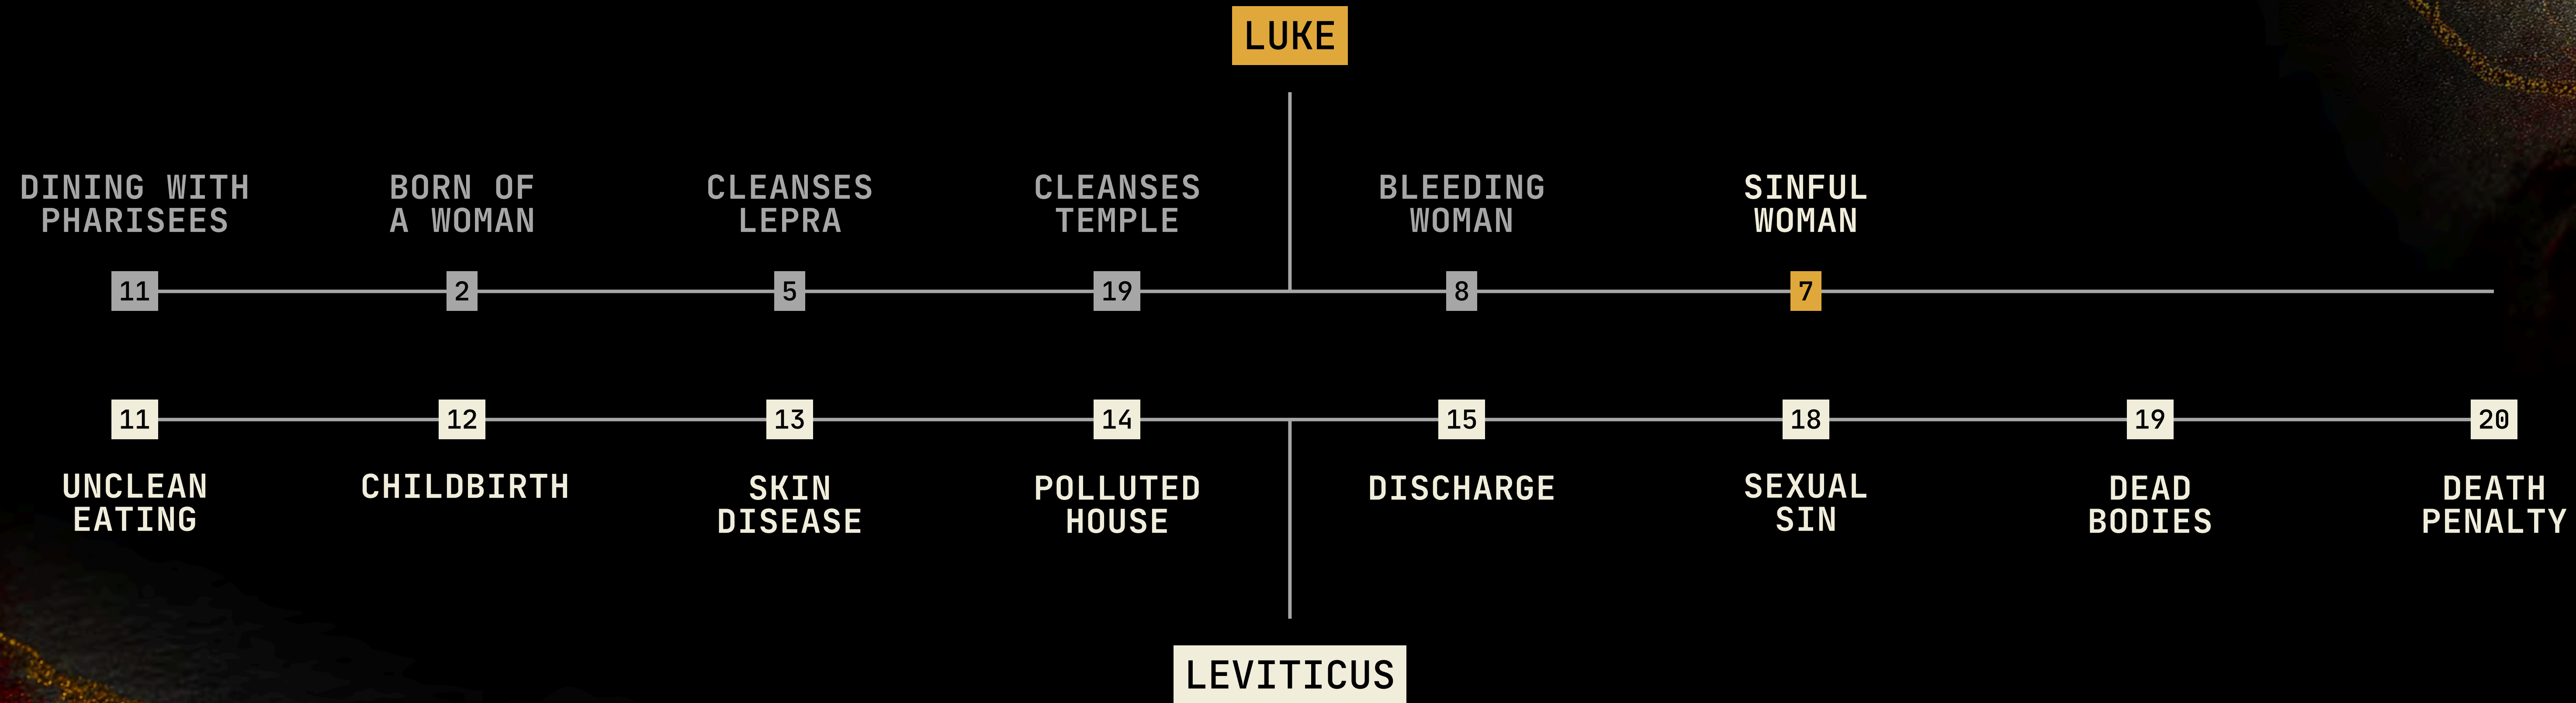 LUKE
DINING WITH
PHARISEES
BORN OF
A WOMAN
CLEANSES
LEPRA
CLEANSES
TEMPLE
BLEEDING
WOMAN
SINFUL
WOMAN
11
2
5
19
8
7
11
12
13
14
15
18
19
20
UNCLEAN
EATING
CHILDBIRTH
SKIN
DISEASE
POLLUTED
HOUSE
DISCHARGE
SEXUAL
SIN
DEAD
BODIES
DEATH
PENALTY
LEVITICUS